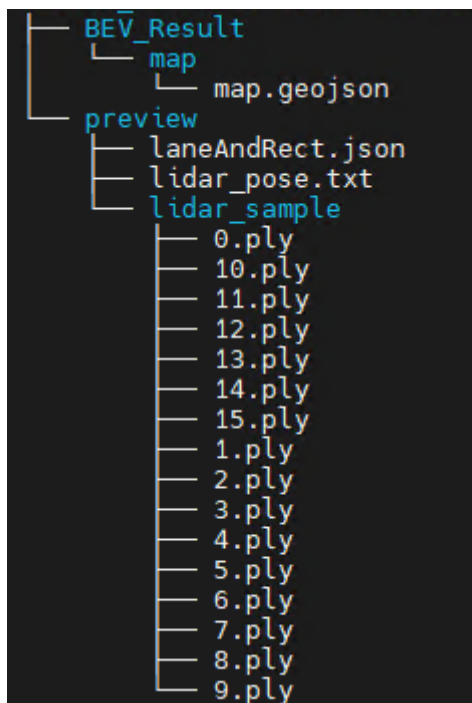 BEV_Result
map
map.geojson
preview
laneAndRect.json
lidar_pose.txt
lidar_sample
0.ply
10.ply
11.ply
12.ply
13.ply
14.ply
15.ply
1.ply
2.ply
3.ply
4.ply
5.ply
6.ply
7.ply
8.ply
9.ply